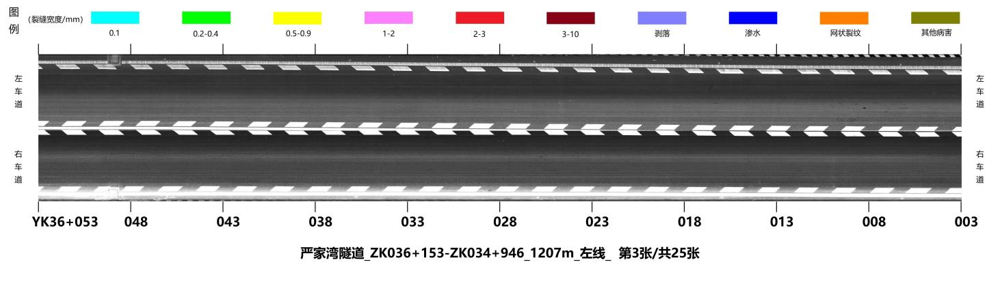 图例
(裂缝宽度/mm)
0.1 0.2-0.4 0.5-0.9 1-2 2-3 3-10 剥落 渗水 网状裂纹 其他病害
左车道 左车道
右车道 右车道
YK36+053 048 043 038 033 028 023 018 013 008 003
严家湾隧道_ZK036+153-ZK034+946_1207m_左线_ 第3张/共25张